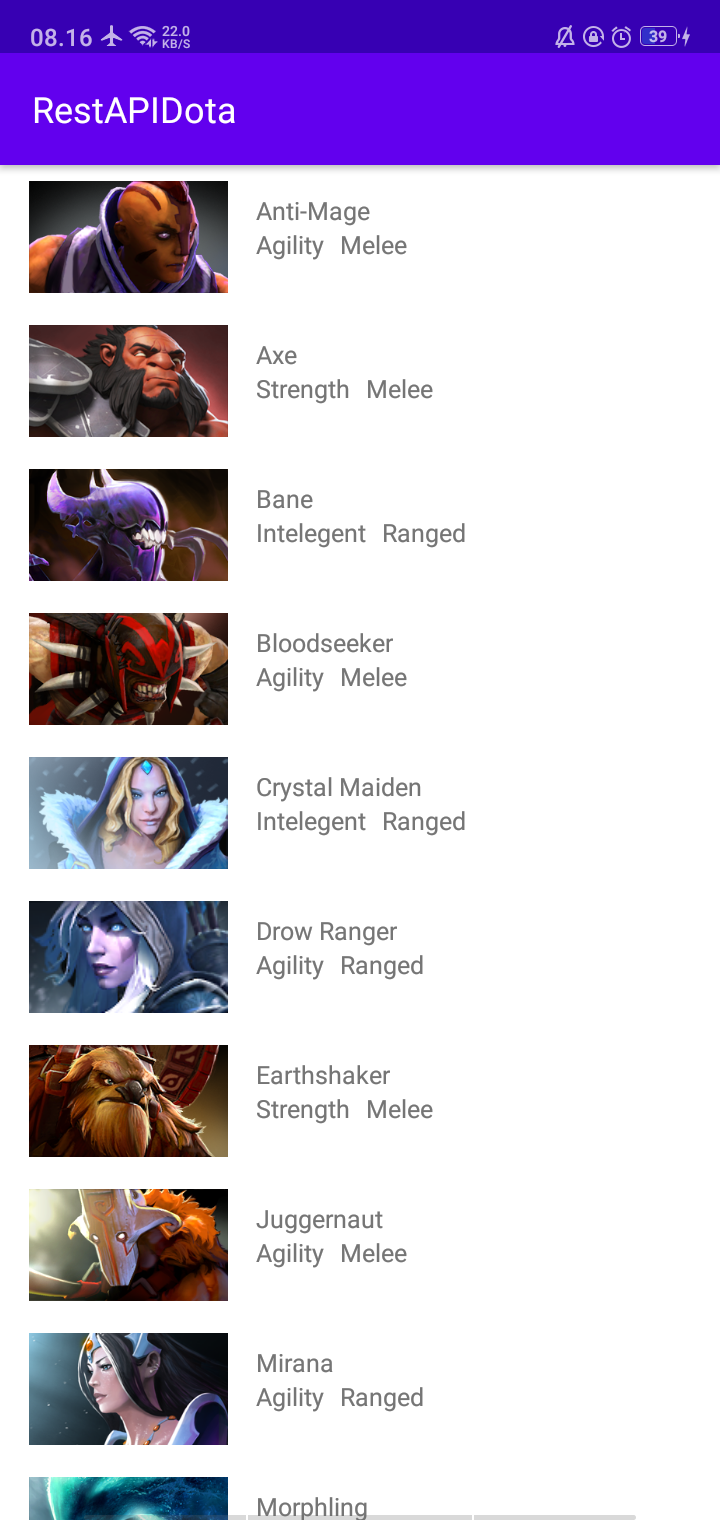 08.16 22.0 KB/S 39
RestAPIDota
Anti-Mage
Agility Melee
Axe
Strength Melee
Bane
Intelegent Ranged
Bloodseeker
Agility Melee
Crystal Maiden
Intelegent Ranged
Drow Ranger
Agility Ranged
Earthshaker
Strength Melee
Juggernaut
Agility Melee
Mirana
Agility Ranged
Morphling